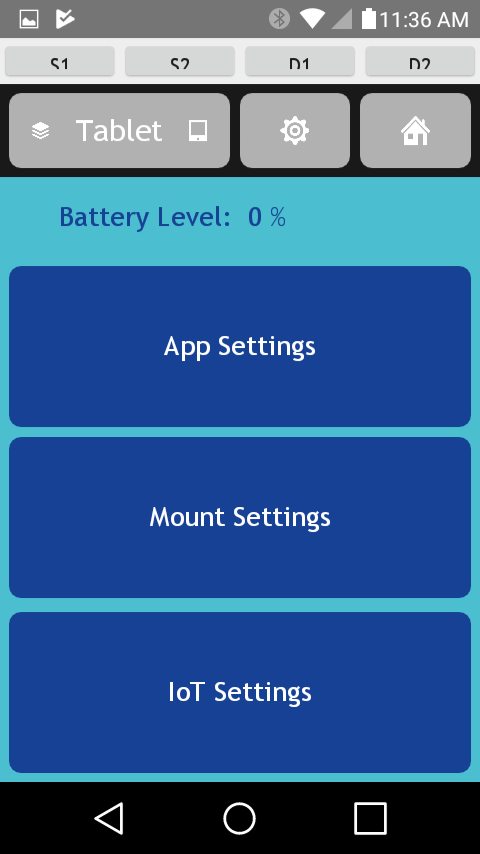 11:36 AM
S1 S2 D1 D2
Tablet
Battery Level: 0 %
App Settings
Mount Settings
IoT Settings